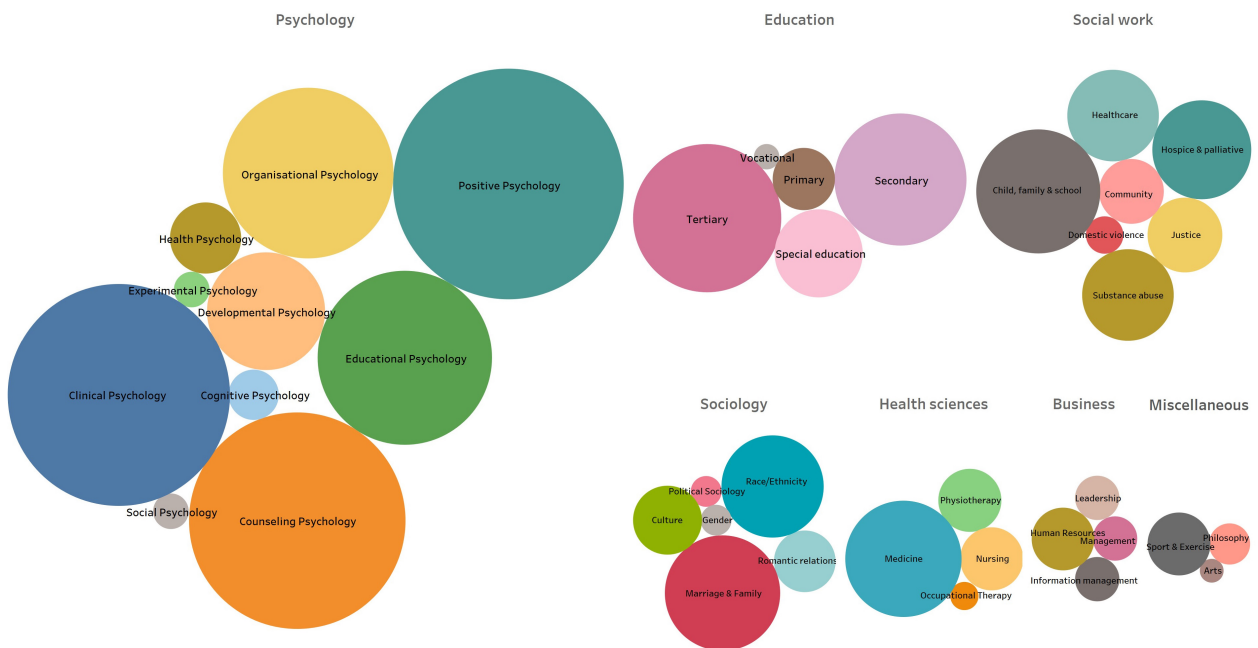 Psychology
Organisational Psychology
Positive Psychology
Health Psychology
Experimental Psychology
Developmental Psychology
Educational Psychology
Clinical Psychology
Cognitive Psychology
Social Psychology
Counseling Psychology
Education
Vocational
Primary
Secondary
Tertiary
Special education
Social work
Healthcare
Hospice & palliative
Child, family & school
Community
Domestic violence
Justice
Substance abuse
Sociology
Race/Ethnicity
Political Sociology
Culture
Gender
Romantic relations
Marriage & Family
Health sciences
Physiotherapy
Medicine
Nursing
Occupational Therapy
Business
Leadership
Human Resources
Management
Information management
Miscellaneous
Sport & Exercise
Philosophy
Arts